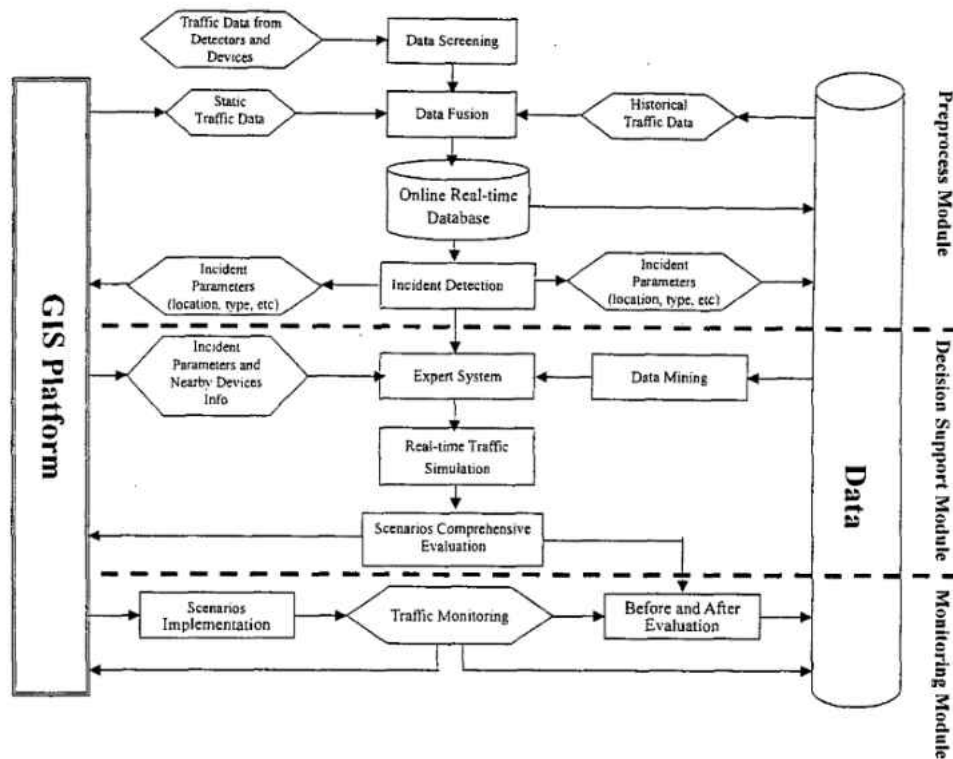 Traffic Data from
Detectors and
Devices
Data Screening
Static
Traffic Data
Data Fusion
Historical
Traffic Data
Online Real-time
Database
Incident
Parameters
(location, type, etc)
Incident Detection
Incident
Parameters
(location, type, etc)
Preprocess Module
GIS Platform
Incident
Parameters and
Nearby Devices
Info
Expert System
Data Mining
Real-time Traffic
Simulation
Scenarios Comprehensive
Evaluation
Data
Decision Support Module
Scenarios
Implementation
Traffic Monitoring
Before and After
Evaluation
Monitoring Module